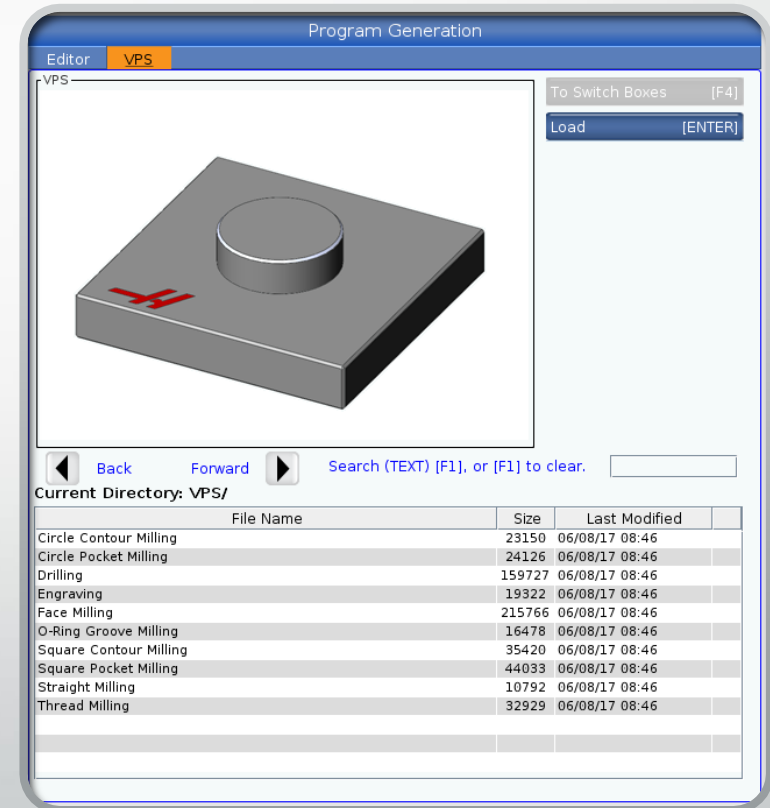 Program Generation
Editor VPS
VPS
To Switch Boxes [F4]
Load [ENTER]
Back Forward Search (TEXT) [F1], or [F1] to clear.
Current Directory: VPS/
File Name Size Last Modified
Circle Contour Milling 23150 06/08/17 08:46
Circle Pocket Milling 24126 06/08/17 08:46
Drilling 159727 06/08/17 08:46
Engraving 19322 06/08/17 08:46
Face Milling 215766 06/08/17 08:46
O-Ring Groove Milling 16478 06/08/17 08:46
Square Contour Milling 35420 06/08/17 08:46
Square Pocket Milling 44033 06/08/17 08:46
Straight Milling 10792 06/08/17 08:46
Thread Milling 32929 06/08/17 08:46